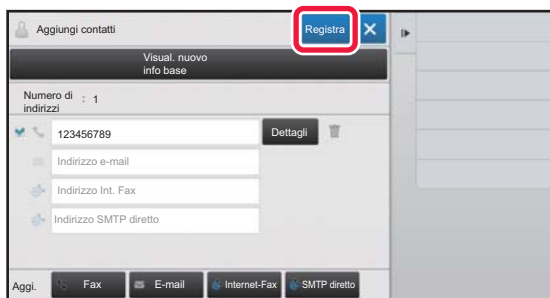 Aggiungi contatti
Registra
Visual. nuovo
info base
Numero di
indirizzi
: 1
123456789
Dettagli
Indirizzo e-mail
Indirizzo Int. Fax
Indirizzo SMTP diretto
Aggi.
Fax
E-mail
Internet-Fax
SMTP diretto